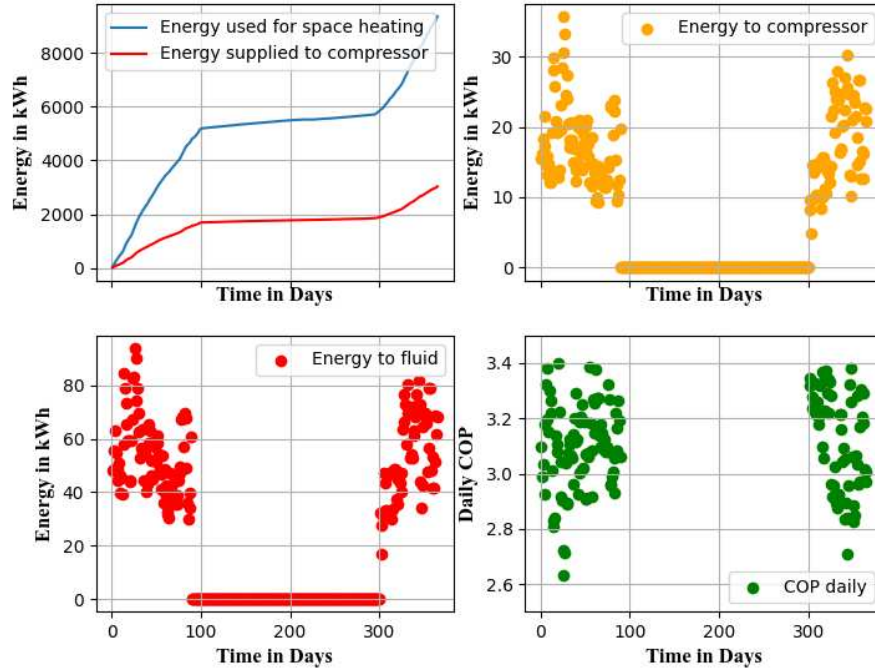 Energy used for space heating
Energy supplied to compressor
8000
6000
4000
2000
0
Energy in kWh
Time in Days
Energy to compressor
30
20
10
0
Energy in kWh
Time in Days
Energy to fluid
80
60
40
20
0
Energy in kWh
0
100
200
300
Time in Days
3.4
3.2
3.0
2.8
2.6
Daily COP
COP daily
0
100
200
300
Time in Days